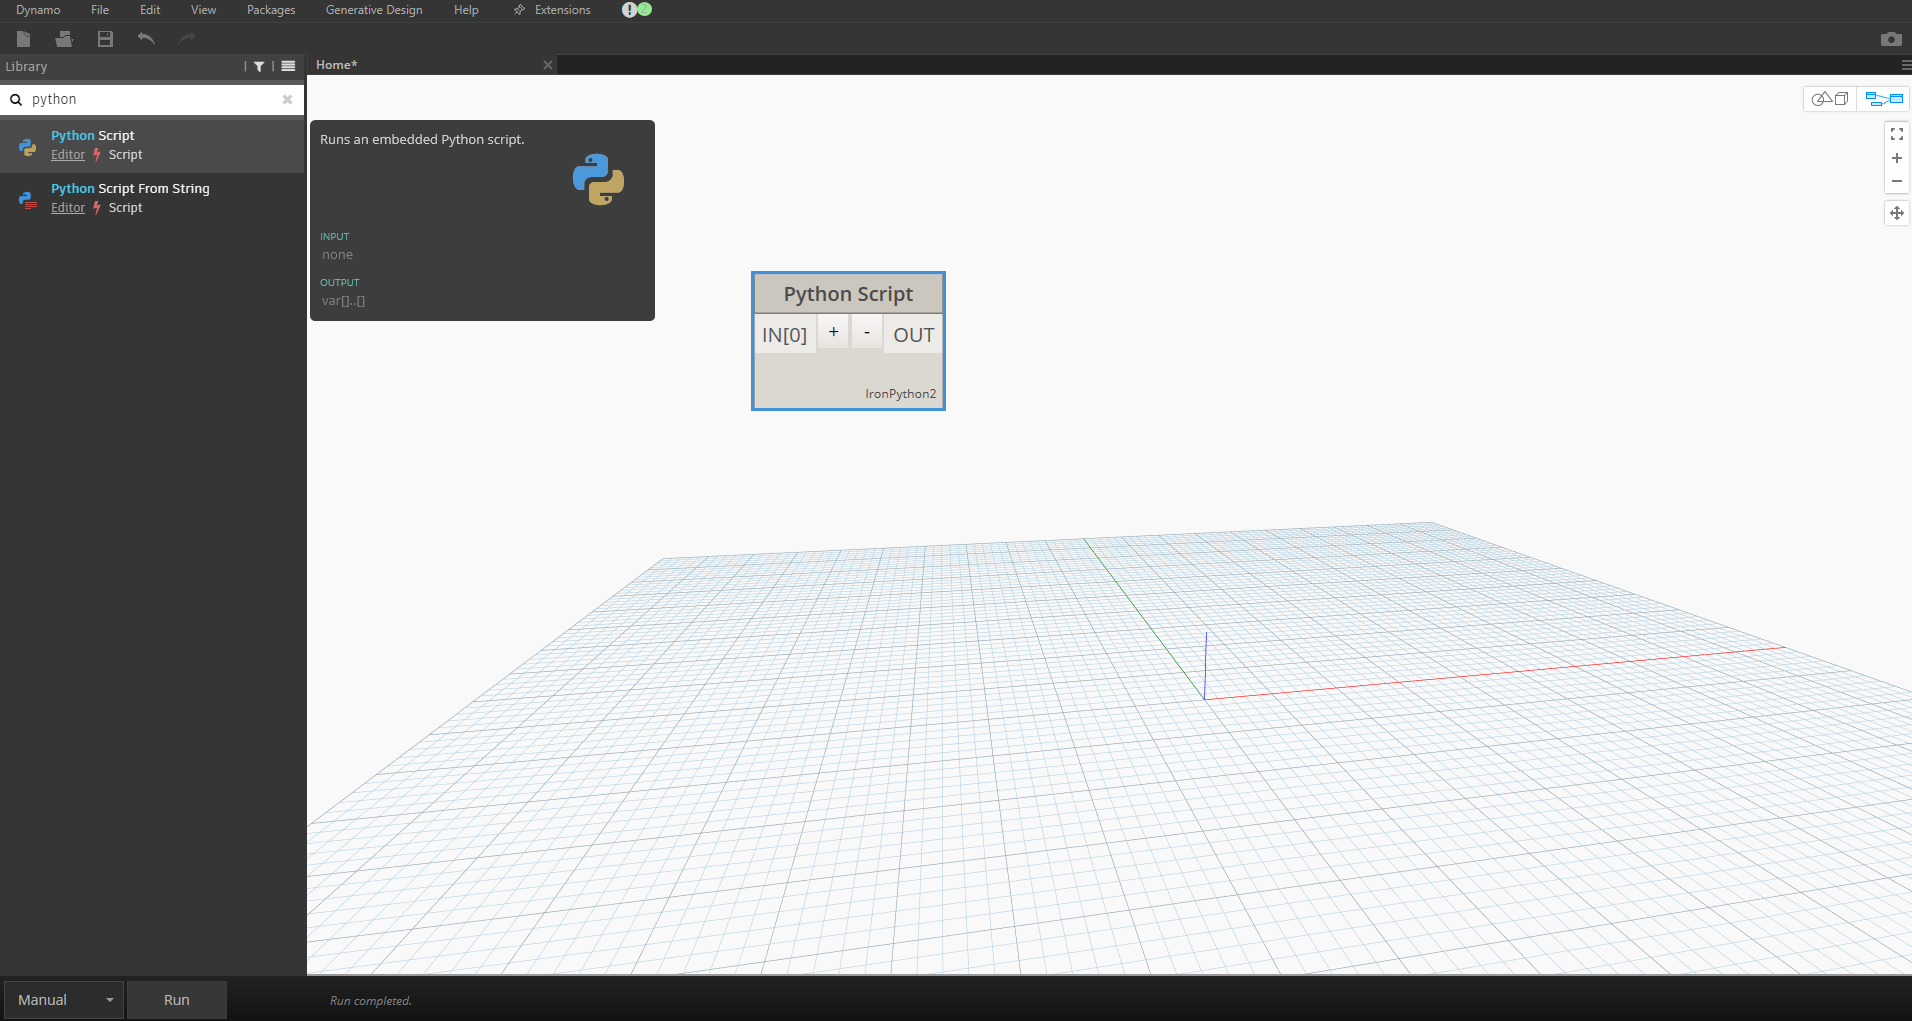 Dynamo File Edit View Packages Generative Design Help Extensions
Library
Home*
python
Python Script
Editor Script
Python Script From String
Editor Script
Runs an embedded Python script.
INPUT
none
OUTPUT
var[]..[]
Python Script
IN[0] + - OUT
IronPython2
Manual Run Run completed.